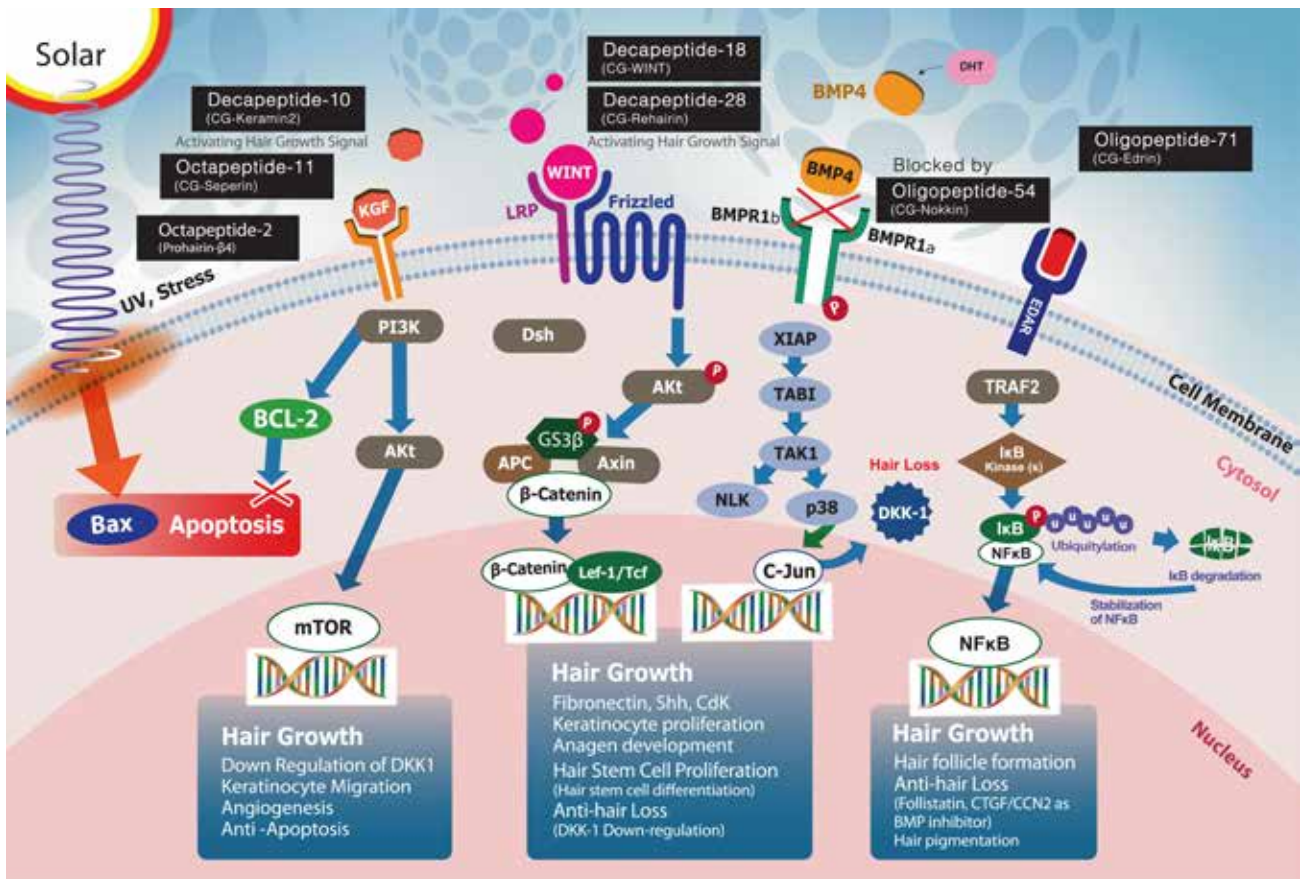 Solar
Decapeptide-10
(CG-Keramin2)
Activating Hair Growth Signal
Octapeptide-11
(CG-Seperin)
Octapeptide-2
(Prohairin-β4)
UV, Stress
KGF
Decapeptide-18
(CG-WINT)
Decapeptide-28
(CG-Rehairin)
Activating Hair Growth Signal
WINT
LRP
Frizzled
BMP4
DHT
BMP4
Blocked by
Oligopeptide-54
(CG-Nokkin)
BMPR1b
BMPR1a
Oligopeptide-71
(CG-Edrin)
EDAR
Cell Membrane
Cytosol
Nucleus
PI3K
BCL-2
AKt
Bax
Apoptosis
mTOR
Dsh
AKt
P
GS3β
P
APC
Axin
β-Catenin
β-Catenin
Lef-1/Tcf
P
XIAP
TABI
TAK1
NLK
p38
Hair Loss
DKK-1
C-Jun
TRAF2
IκB
Kinase (s)
IκB
P
u u u u u
NFκB
Ubiquitylation
IκB
IκB degradation
Stabilization
of NFκB
NFκB
Hair Growth
Down Regulation of DKK1
Keratinocyte Migration
Angiogenesis
Anti -Apoptosis
Hair Growth
Fibronectin, Shh, CdK
Keratinocyte proliferation
Anagen development
Hair Stem Cell Proliferation
(Hair stem cell differentiation)
Anti-hair Loss
(DKK-1 Down-regulation)
Hair Growth
Hair follicle formation
Anti-hair Loss
(Follistatin, CTGF/CCN2 as
BMP inhibitor)
Hair pigmentation